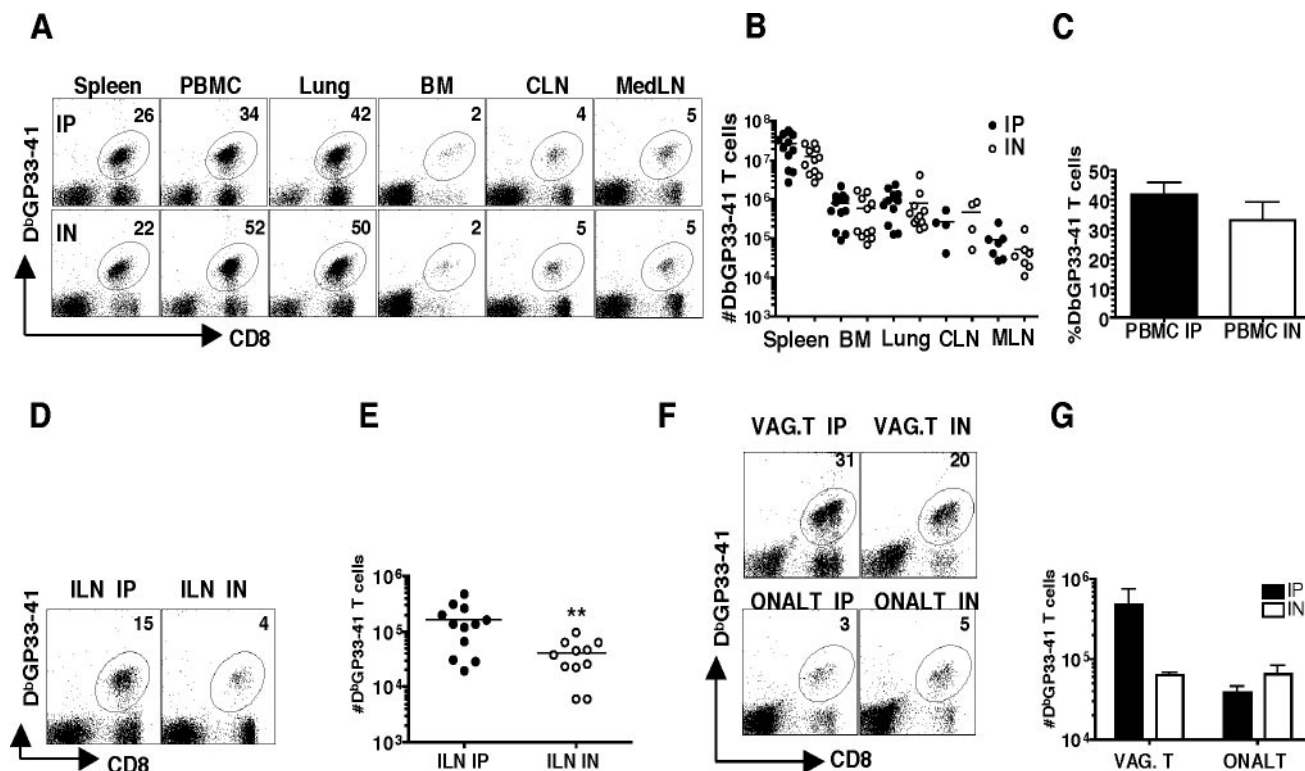 A
Spleen PBMC Lung BM CLN MedLN
IP 26 34 42 2 4 5
IN 22 52 50 2 5 5
DᵇGP33-41
CD8
B
#DbGP33-41 T cells
10⁸
10⁷
10⁶
10⁵
10⁴
10³
IP
IN
Spleen BM Lung CLN MLN
C
%DbGP33-41 T cells
50
40
30
20
10
0
PBMC IP PBMC IN
D
ILN IP ILN IN
15 4
DᵇGP33-41
CD8
E
#DᵇGP33-41 T cells
10⁶
10⁵
10⁴
10³
**
ILN IP ILN IN
F
VAG.T IP VAG.T IN
31 20
ONALT IP ONALT IN
3 5
DᵇGP33-41
CD8
G
#DᵇGP33-41 T cells
10⁶
10⁵
10⁴
IP
IN
VAG. T ONALT